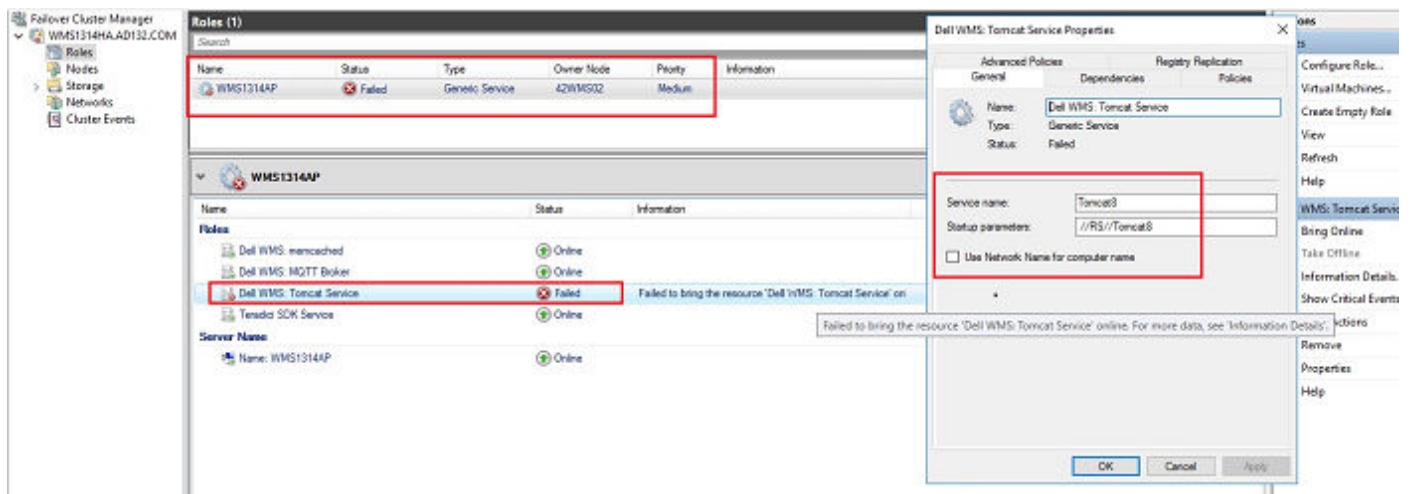 Failover Cluster Manager
WMS1314HA.AD132.COM
Roles
Nodes
Storage
Networks
Cluster Events
Roles (1)
Search
Name Status Type Owner Node Priority Information
WMS1314AP Failed Generic Service 42WMS02 Medium
WMS1314AP
Name Status Information
Roles
Dell WMS: memcached Online
Dell WMS: MQTT Broker Online
Dell WMS: Tomcat Service Failed Failed to bring the resource 'Dell WMS: Tomcat Service' on
Teradici SDK Service Online
Server Name
Name: WMS1314AP Online
Dell WMS: Tomcat Service Properties
Advanced Policies Registry Replication
General Dependencies Policies
Name: Dell WMS: Tomcat Service
Type: Generic Service
Status: Failed
Service name: Tomcat8
Startup parameters: //RS//Tomcat8
Use Network Name for computer name
Failed to bring the resource 'Dell WMS: Tomcat Service' online. For more data, see 'Information Details'.
OK Cancel Apply
ons
Configure Role...
Virtual Machines...
Create Empty Role
View
Refresh
Help
WMS: Tomcat Servic
Bring Online
Take Offline
Information Details.
Show Critical Events
Actions
Remove
Properties
Help